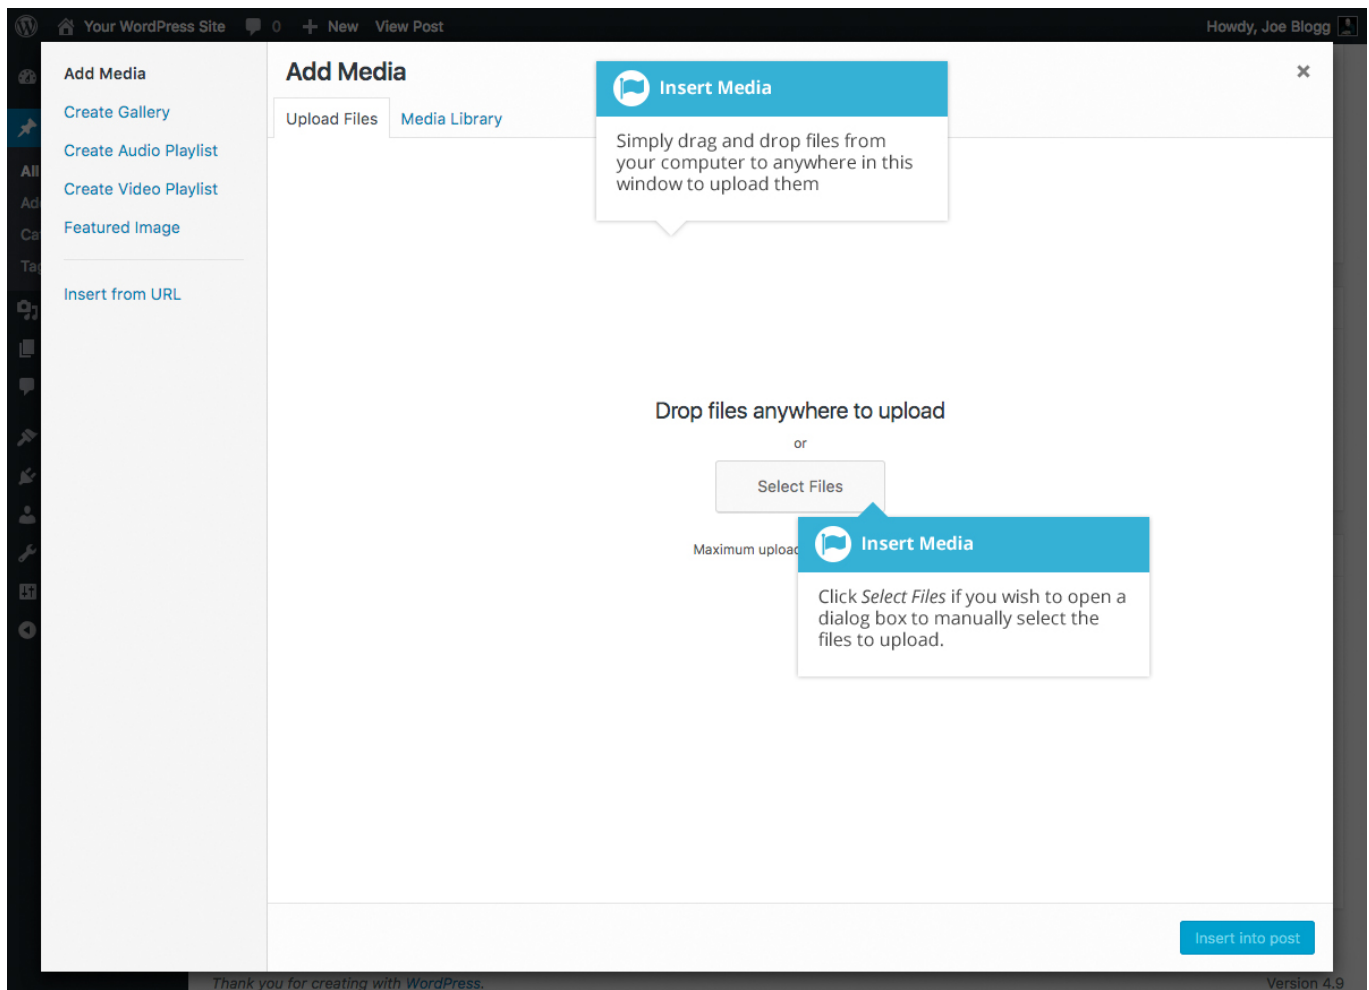 Your WordPress Site 0 New View Post Howdy, Joe Blogg
Add Media
Create Gallery
Create Audio Playlist
Create Video Playlist
Featured Image
Insert from URL
All
Add Media
Upload Files Media Library
Insert Media
Simply drag and drop files from
your computer to anywhere in this
window to upload them
Drop files anywhere to upload
or
Select Files
Maximum upload
Insert Media
Click Select Files if you wish to open a
dialog box to manually select the
files to upload.
Insert into post
Thank you for creating with WordPress.
Version 4.9